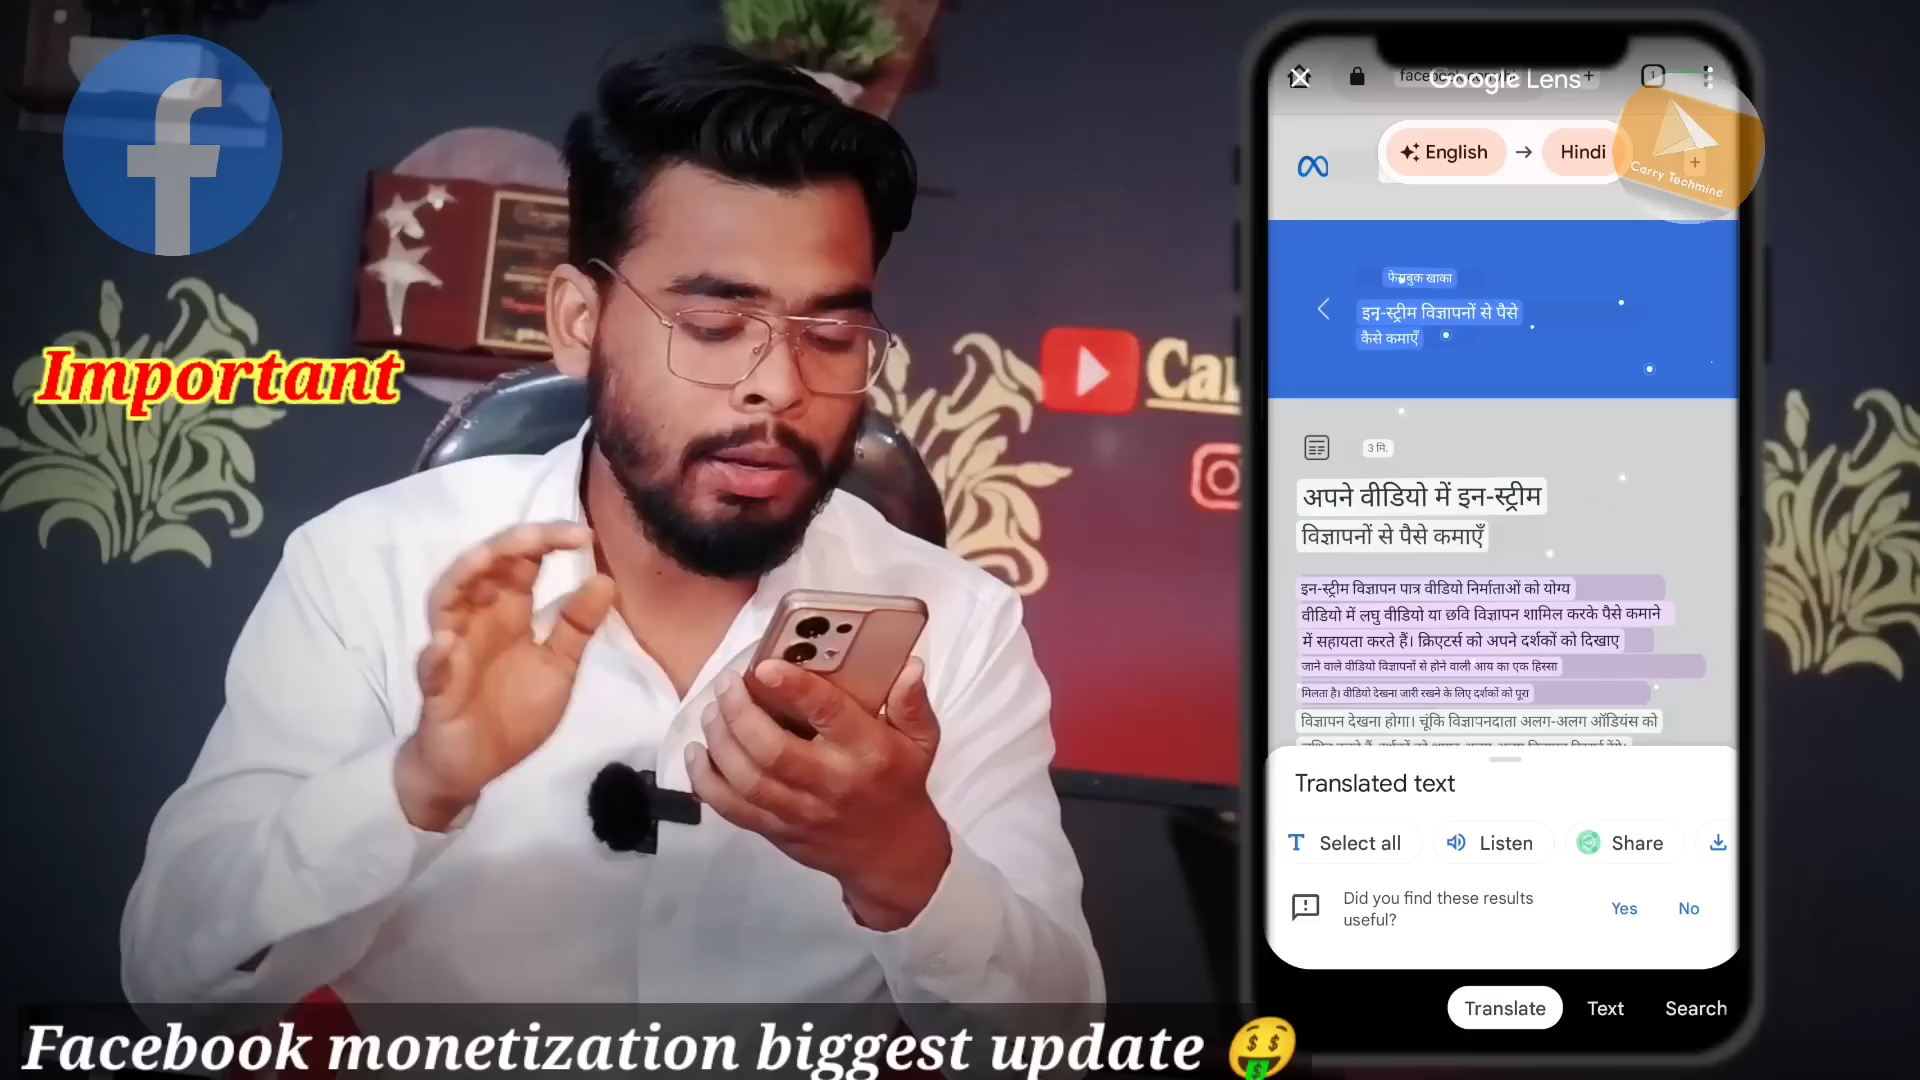 Important
Car
Facebook monetization biggest update
Google Lens
English → Hindi
Carry Techmind
फेसबुक खाका
इन-स्ट्रीम विज्ञापनों से पैसे
कैसे कमाएँ
3 मि.
अपने वीडियो में इन-स्ट्रीम
विज्ञापनों से पैसे कमाएँ
इन-स्ट्रीम विज्ञापन पात्र वीडियो निर्माताओं को योग्य
वीडियो में लघु वीडियो या छवि विज्ञापन शामिल करके पैसे कमाने
में सहायता करते हैं। क्रिएटर्स को अपने दर्शकों को दिखाए
जाने वाले वीडियो विज्ञापनों से होने वाली आय का एक हिस्सा
मिलता है। वीडियो देखना जारी रखने के लिए दर्शकों को पूरा
विज्ञापन देखना होगा। चूंकि विज्ञापनदाता अलग-अलग ऑडियंस को
Translated text
Select all Listen Share
Did you find these results
useful?
Yes No
Translate Text Search